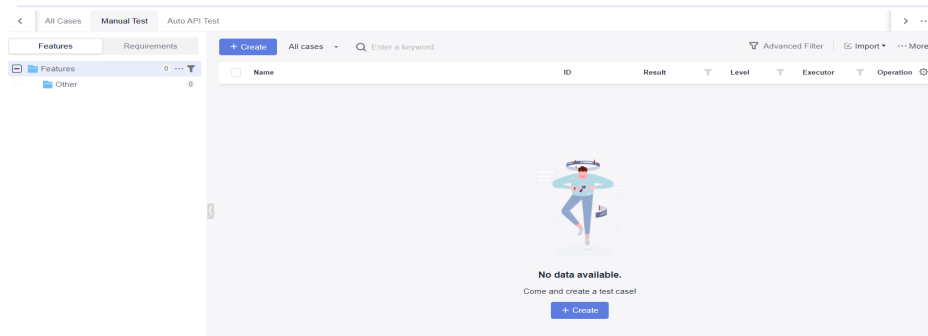 All Cases Manual Test Auto API Test ...
Features Requirements
+ Create All cases Enter a keyword Advanced Filter Import ... More
Features 0 ...
Name ID Result Level Executor Operation
Other 0
No data available.
Come and create a test case!
+ Create